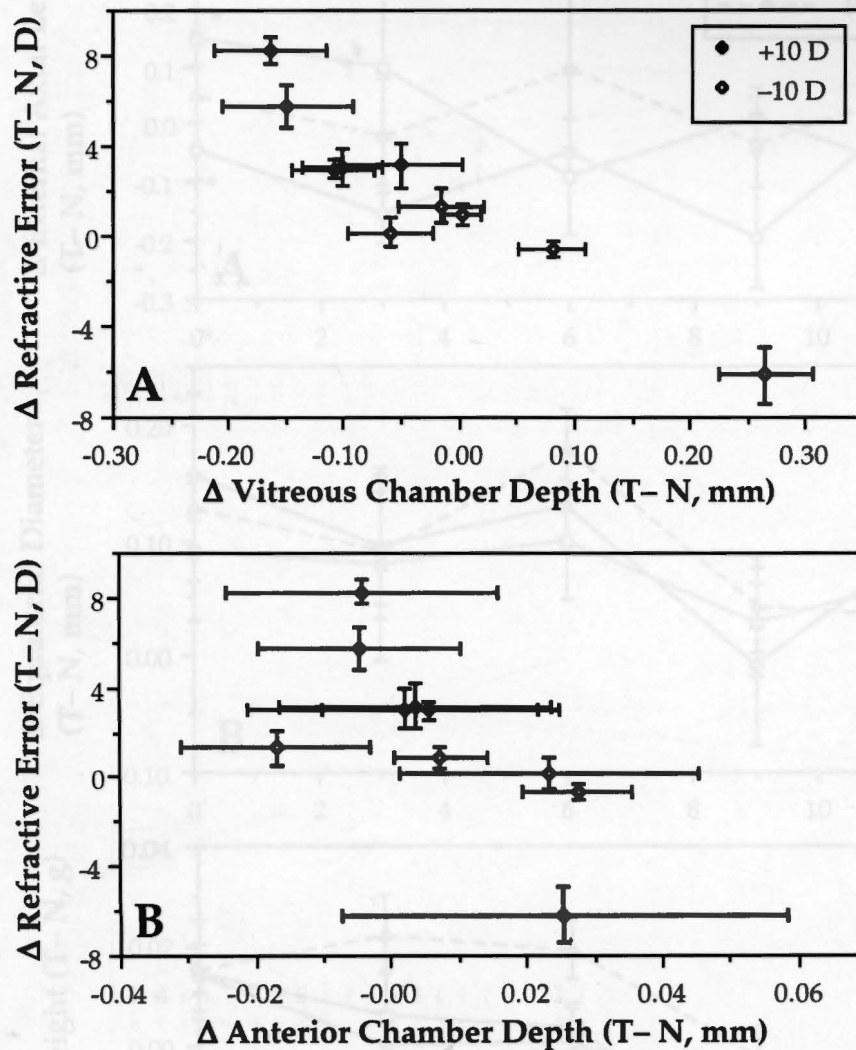 Δ Refractive Error (T– N, D)
8
4
0
-4
-8
+10 D
–10 D
A
-0.30
-0.20
-0.10
0.00
0.10
0.20
0.30
Δ Vitreous Chamber Depth (T– N, mm)
Δ Refractive Error (T– N, D)
8
4
0
-4
-8
B
-0.04
-0.02
-0.00
0.02
0.04
0.06
Δ Anterior Chamber Depth (T– N, mm)